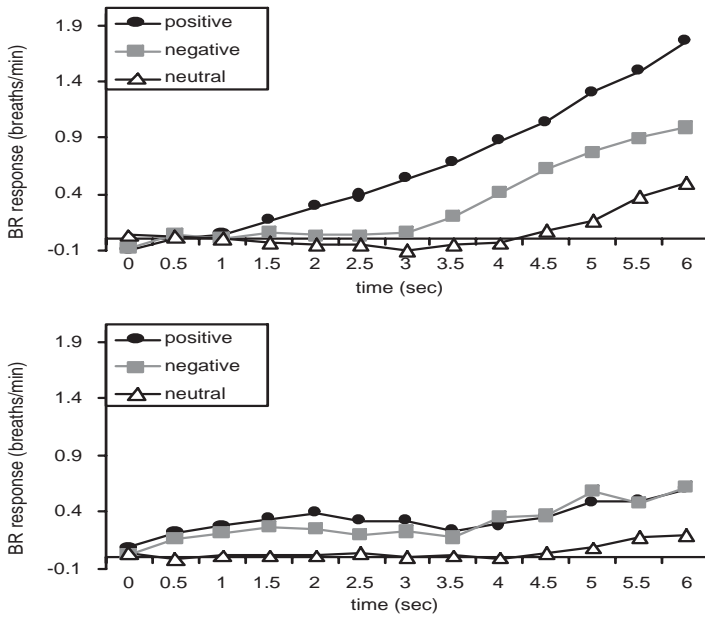 1.9
1.4
0.9
0.4
-0.1
BR response (breaths/min)
positive
negative
neutral
0 0.5 1 1.5 2 2.5 3 3.5 4 4.5 5 5.5 6
time (sec)
1.9
1.4
0.9
0.4
-0.1
BR response (breaths/min)
positive
negative
neutral
0 0.5 1 1.5 2 2.5 3 3.5 4 4.5 5 5.5 6
time (sec)